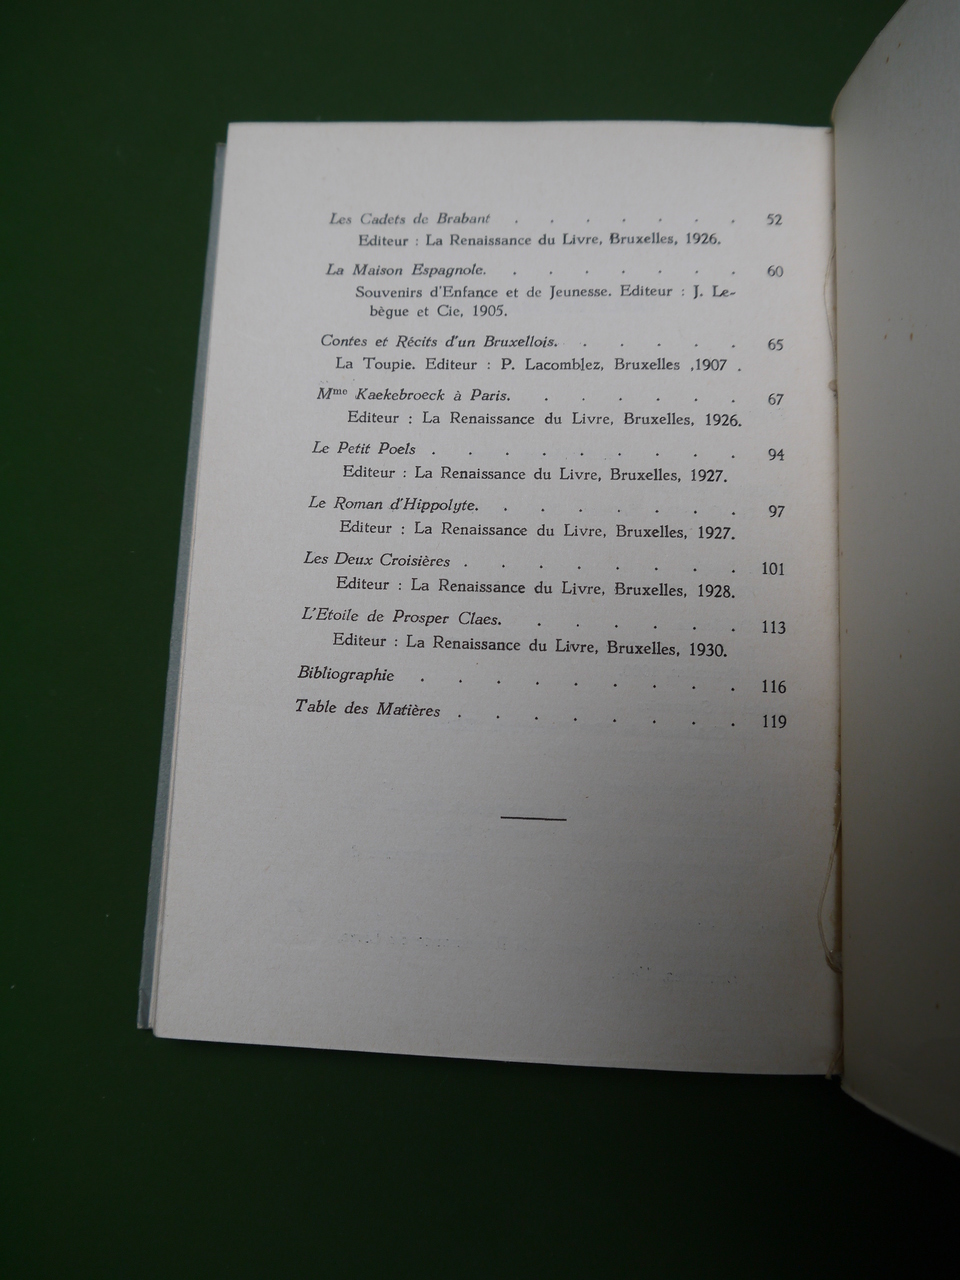 Les Cadets de Brabant . . . . . . . 52
Editeur : La Renaissance du Livre, Bruxelles, 1926.
La Maison Espagnole. . . . . . . . 60
Souvenirs d'Enfance et de Jeunesse. Editeur : J. Le-
bègue et Cie, 1905.
Contes et Récits d'un Bruxellois. . . . . . 65
La Toupie. Editeur : P. Lacomblez, Bruxelles ,1907 .
Mme Kaekebroeck à Paris. . . . . . . 67
Editeur : La Renaissance du Livre, Bruxelles, 1926.
Le Petit Poels . . . . . . . . . 94
Editeur : La Renaissance du Livre, Bruxelles, 1927.
Le Roman d'Hippolyte. . . . . . . . 97
Editeur : La Renaissance du Livre, Bruxelles, 1927.
Les Deux Croisières . . . . . . . . 101
Editeur : La Renaissance du Livre, Bruxelles, 1928.
L'Etoile de Prosper Claes. . . . . . . 113
Editeur : La Renaissance du Livre, Bruxelles, 1930.
Bibliographie . . . . . . . . . 116
Table des Matières . . . . . . . . 119